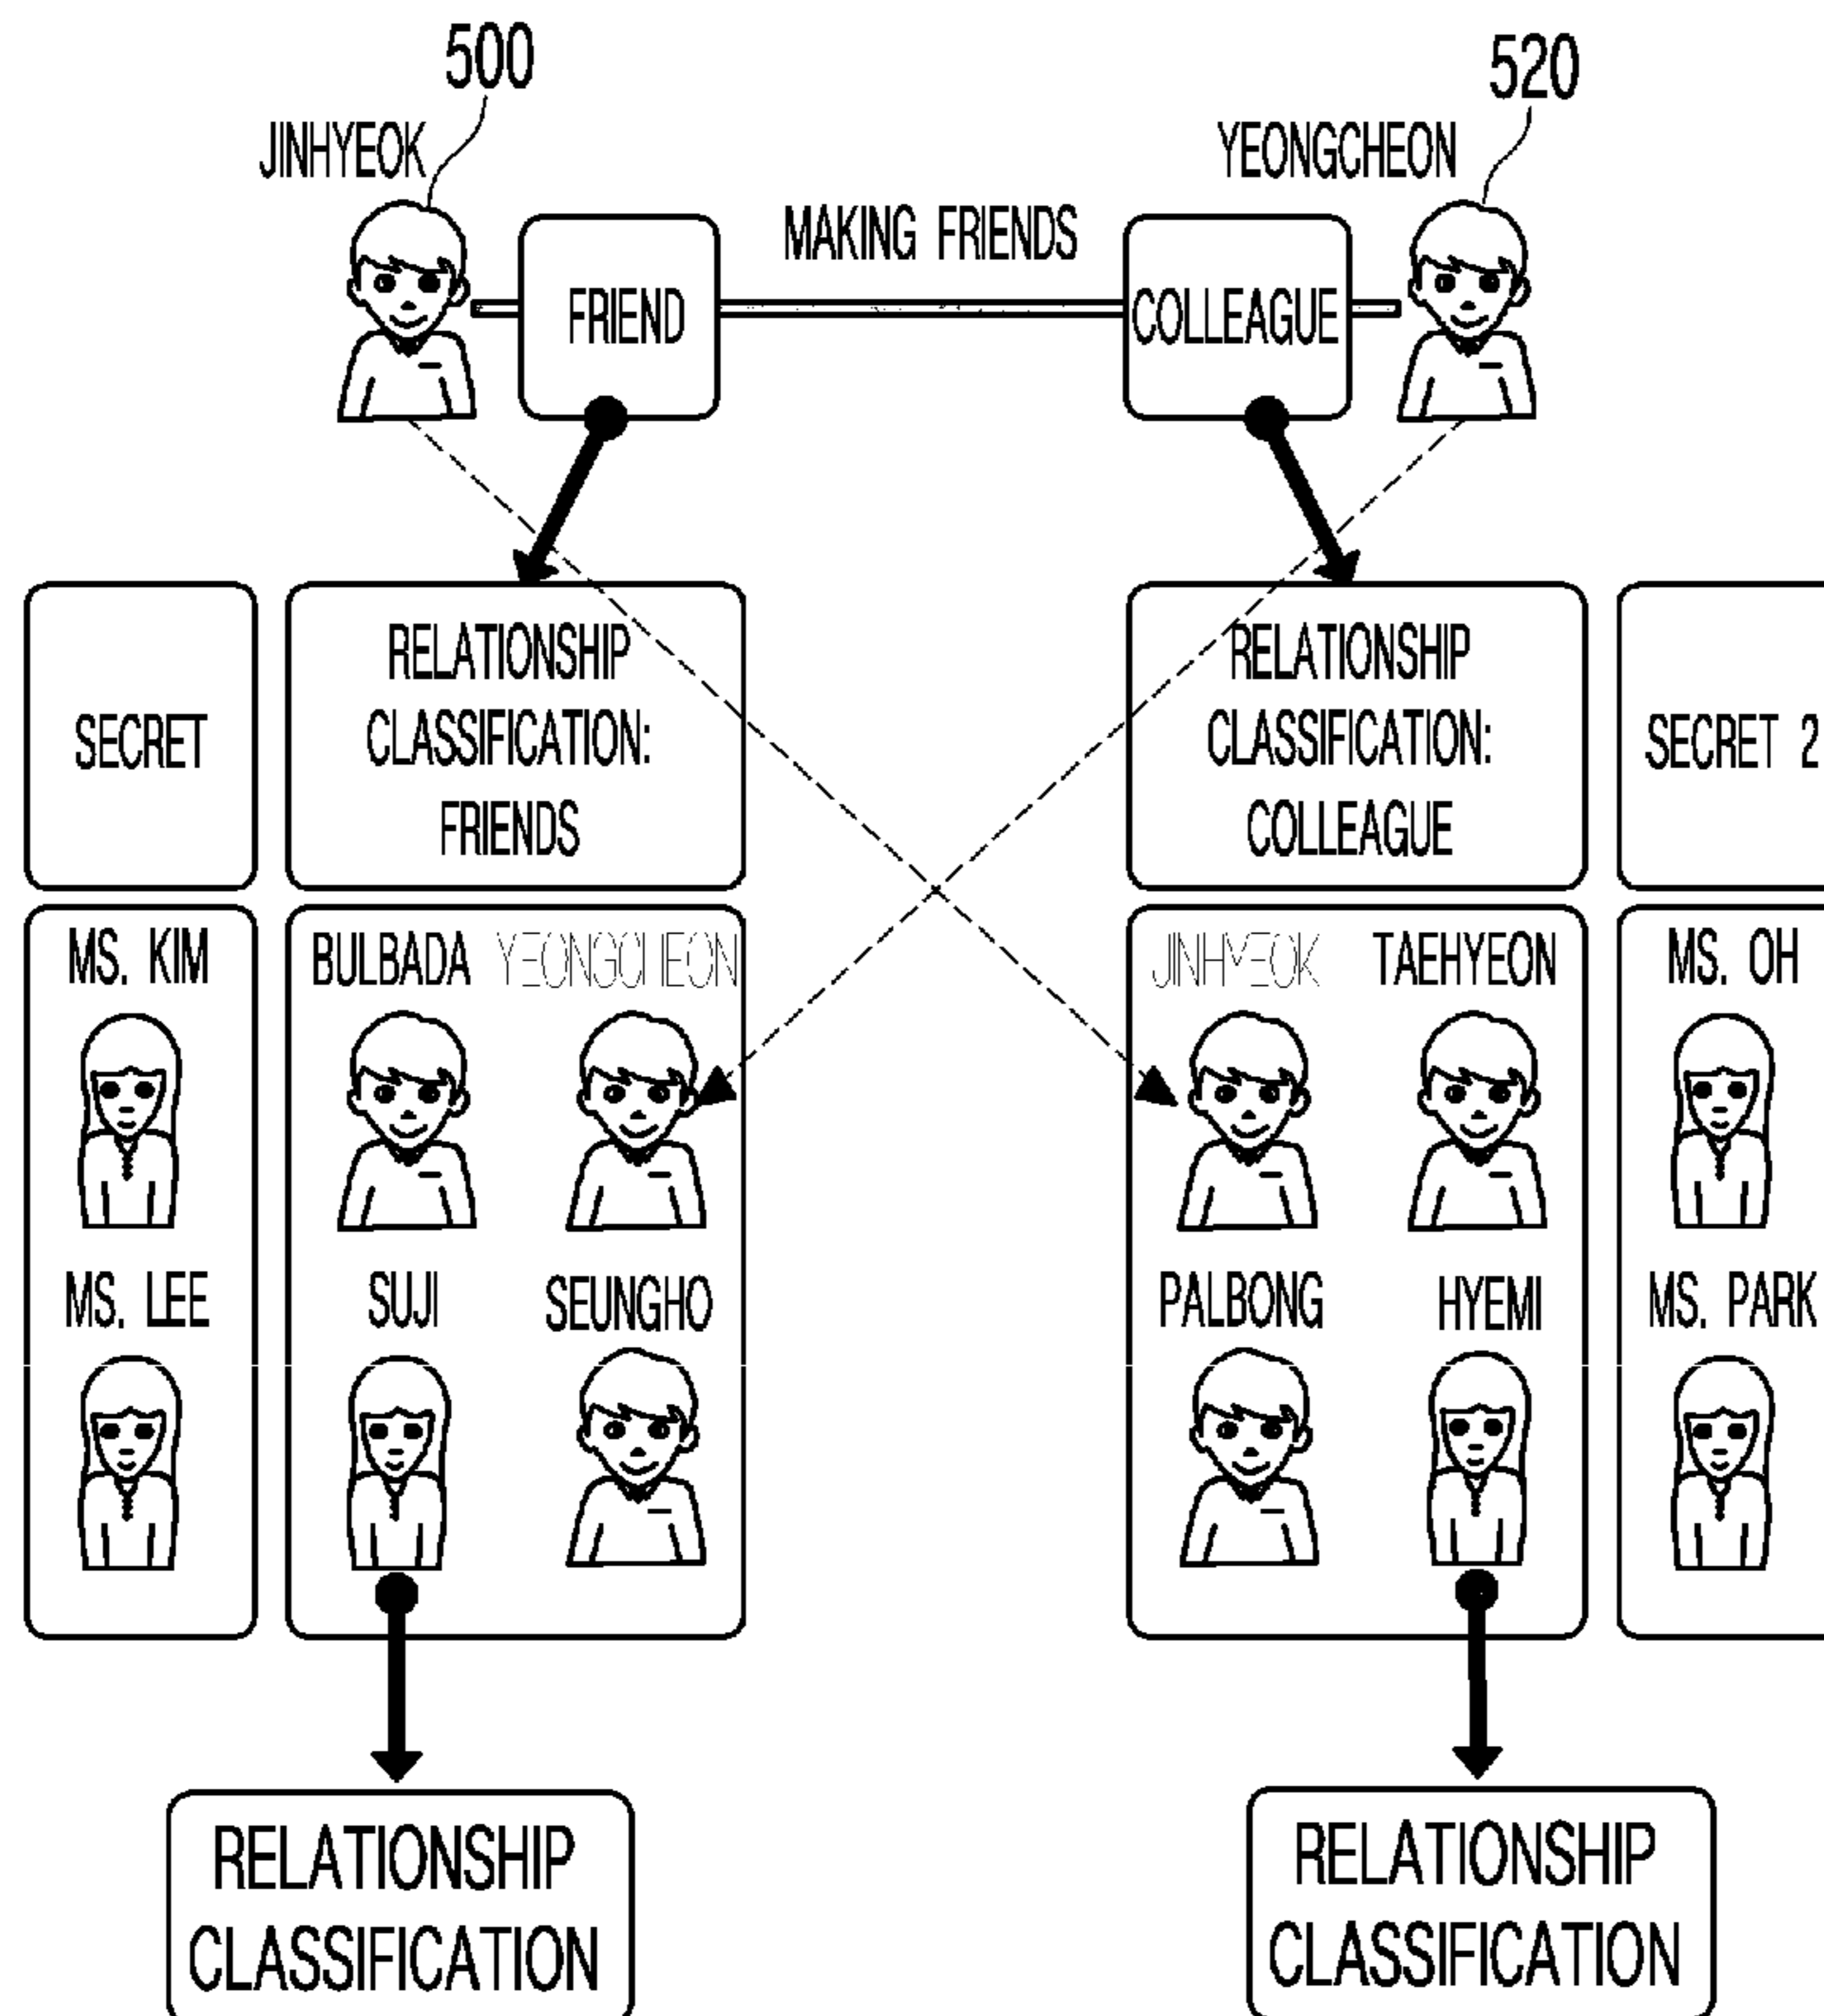 500
520
JINHYEOK
YEONGCHEON
MAKING FRIENDS
FRIEND
COLLEAGUE
SECRET
RELATIONSHIP
CLASSIFICATION:
FRIENDS
RELATIONSHIP
CLASSIFICATION:
COLLEAGUE
SECRET 2
MS. KIM
BULBADA YEONGCHEON
JINHYEOK TAEHYEON
MS. OH
MS. LEE
SUJI SEUNGHO
PALBONG HYEMI
MS. PARK
RELATIONSHIP
CLASSIFICATION
RELATIONSHIP
CLASSIFICATION